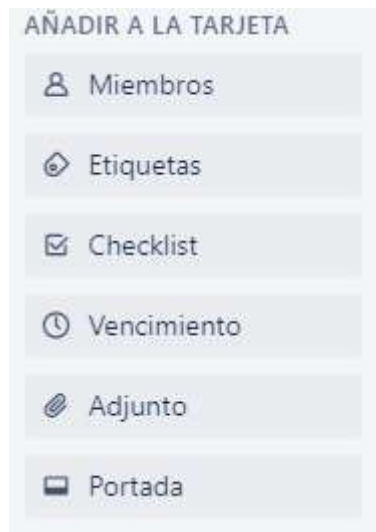 AÑADIR A LA TARJETA
Miembros
Etiquetas
Checklist
Vencimiento
Adjunto
Portada